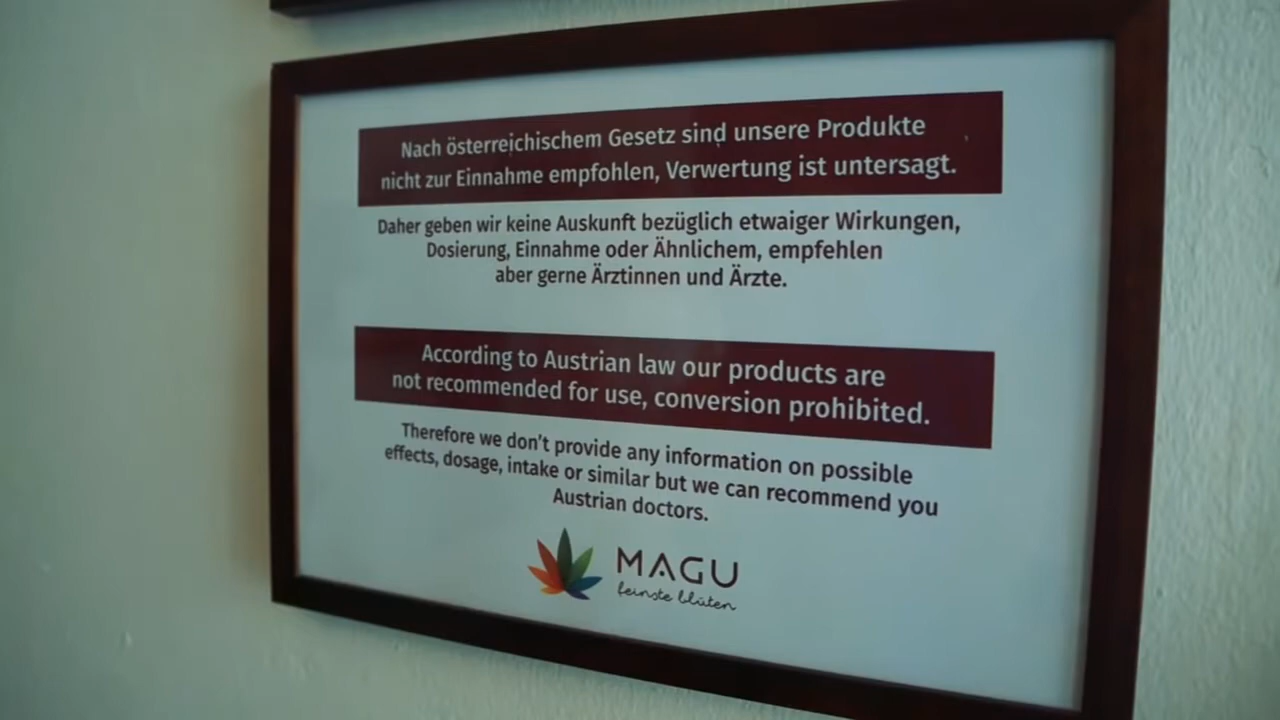 Nach österreichischem Gesetz sind unsere Produkte
nicht zur Einnahme empfohlen, Verwertung ist untersagt.
Daher geben wir keine Auskunft bezüglich etwaiger Wirkungen,
Dosierung, Einnahme oder Ähnlichem, empfehlen
aber gerne Ärztinnen und Ärzte.
According to Austrian law our products are
not recommended for use, conversion prohibited.
Therefore we don't provide any information on possible
effects, dosage, intake or similar but we can recommend you
Austrian doctors.
MAGU
feinste blüten